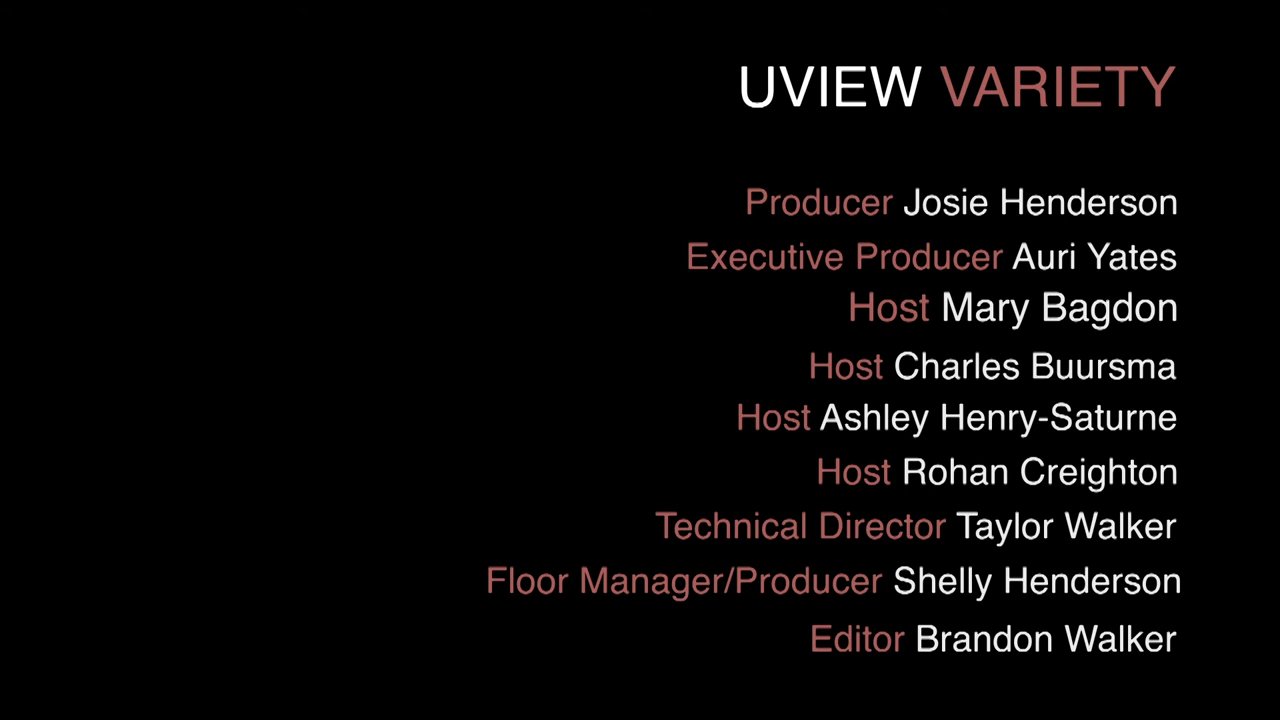 UVIEW VARIETY
Producer Josie Henderson
Executive Producer Auri Yates
Host Mary Bagdon
Host Charles Buursma
Host Ashley Henry-Saturne
Host Rohan Creighton
Technical Director Taylor Walker
Floor Manager/Producer Shelly Henderson
Editor Brandon Walker